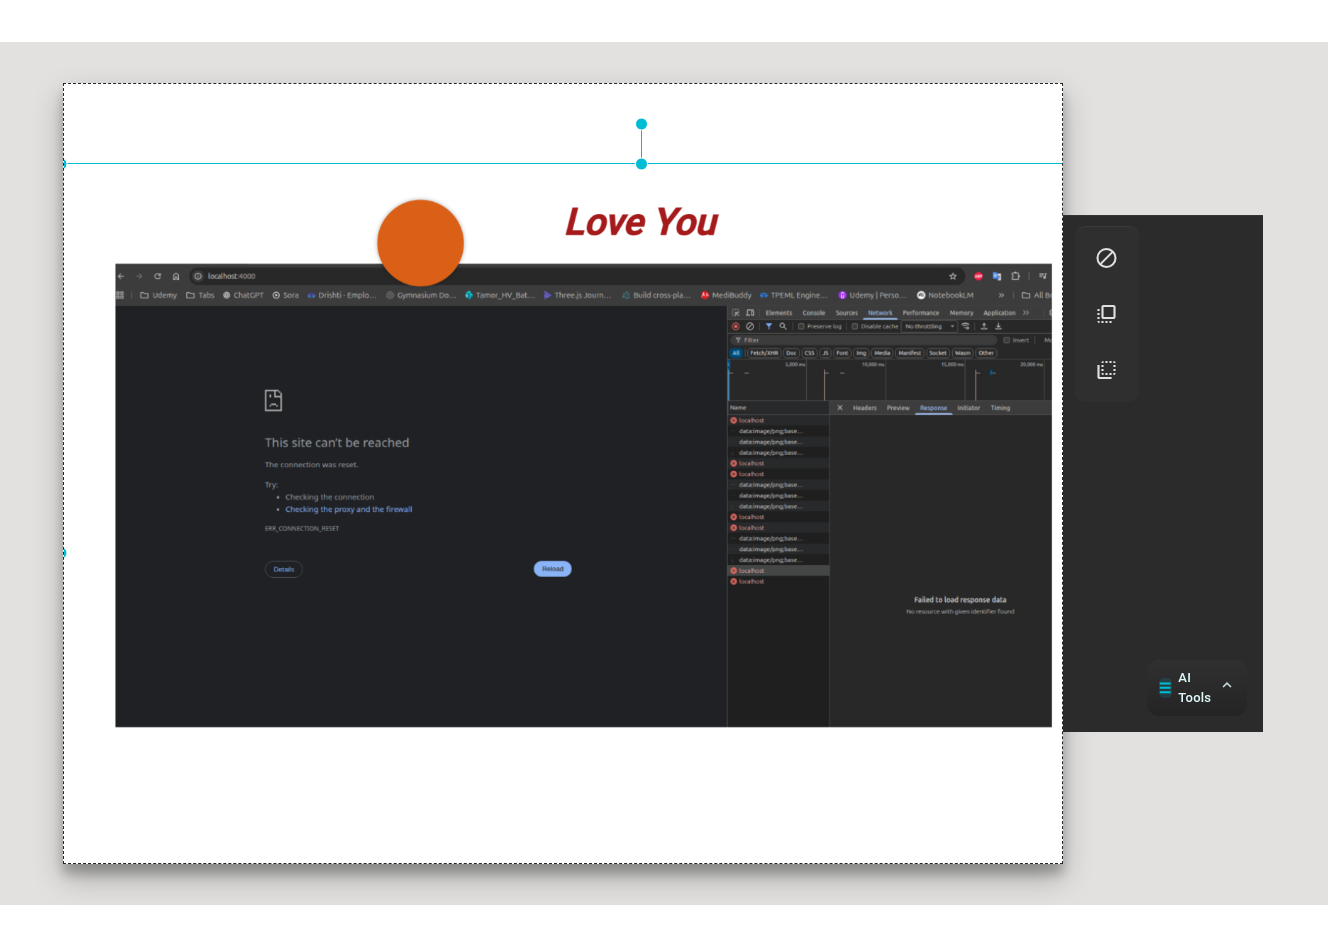 Love You
localhost:4000
Udemy Tabs ChatGPT Sora Drishti - Emplo... Gymnasium Do... Tamor_HV_Bat... Three.js Journ... Build cross-pla... MediBuddy TPEML Engine... Udemy | Perso... NotebookLM » All B
Elements Console Sources Network Performance Memory Application »
Preserve log Disable cache No throttling
Filter Invert
All Fetch/XHR Doc CSS JS Font Img Media Manifest Socket Wasm Other
5,000 ms 10,000 ms 15,000 ms 20,000 ms
Name
Headers Preview Response Initiator Timing
localhost
data:image/png;base...
data:image/png;base...
data:image/png;base...
localhost
localhost
data:image/png;base...
data:image/png;base...
data:image/png;base...
localhost
localhost
data:image/png;base...
data:image/png;base...
data:image/png;base...
localhost
localhost
This site can't be reached
The connection was reset.
Try:
• Checking the connection
• Checking the proxy and the firewall
ERR_CONNECTION_RESET
Details Reload
Failed to load response data
No resource with given identifier found
AI
Tools